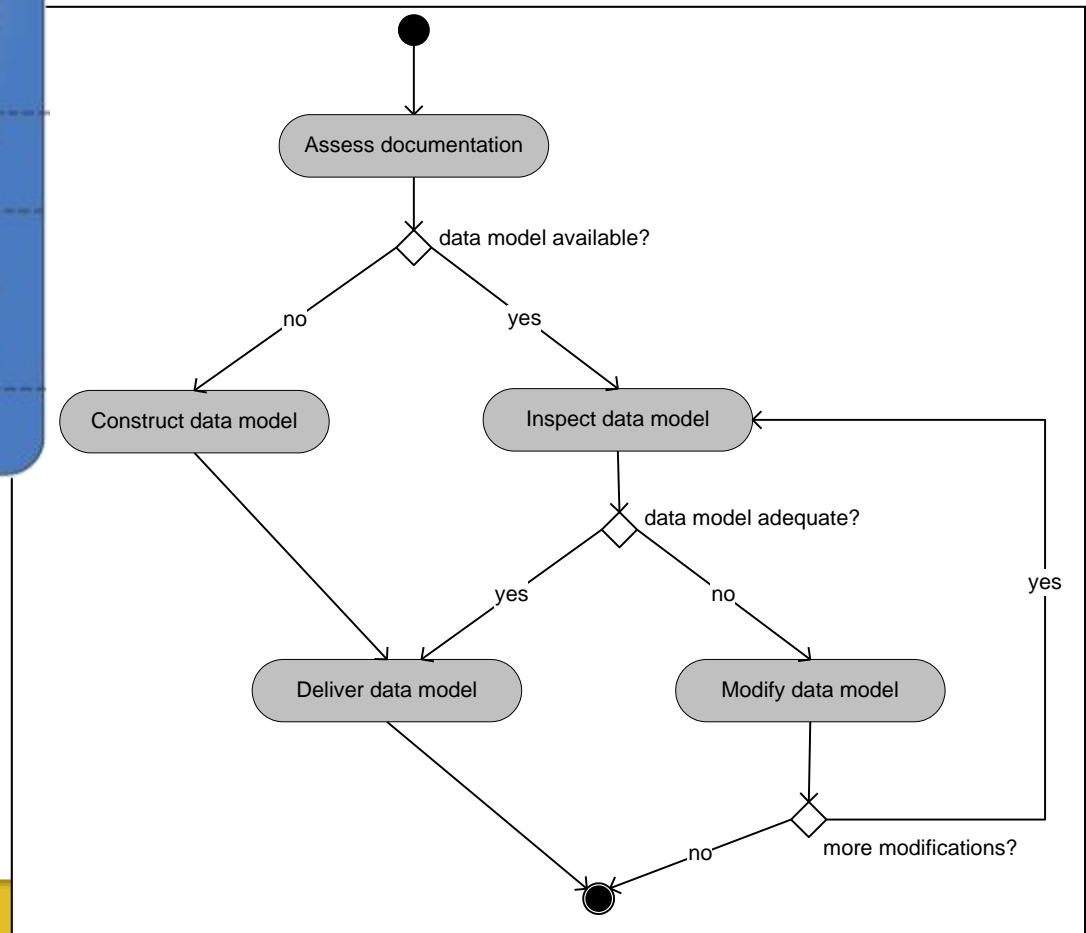 Assess documentation
data model available?
no
yes
Construct data model
Inspect data model
data model adequate?
yes
no
yes
Deliver data model
Modify data model
more modifications?
no